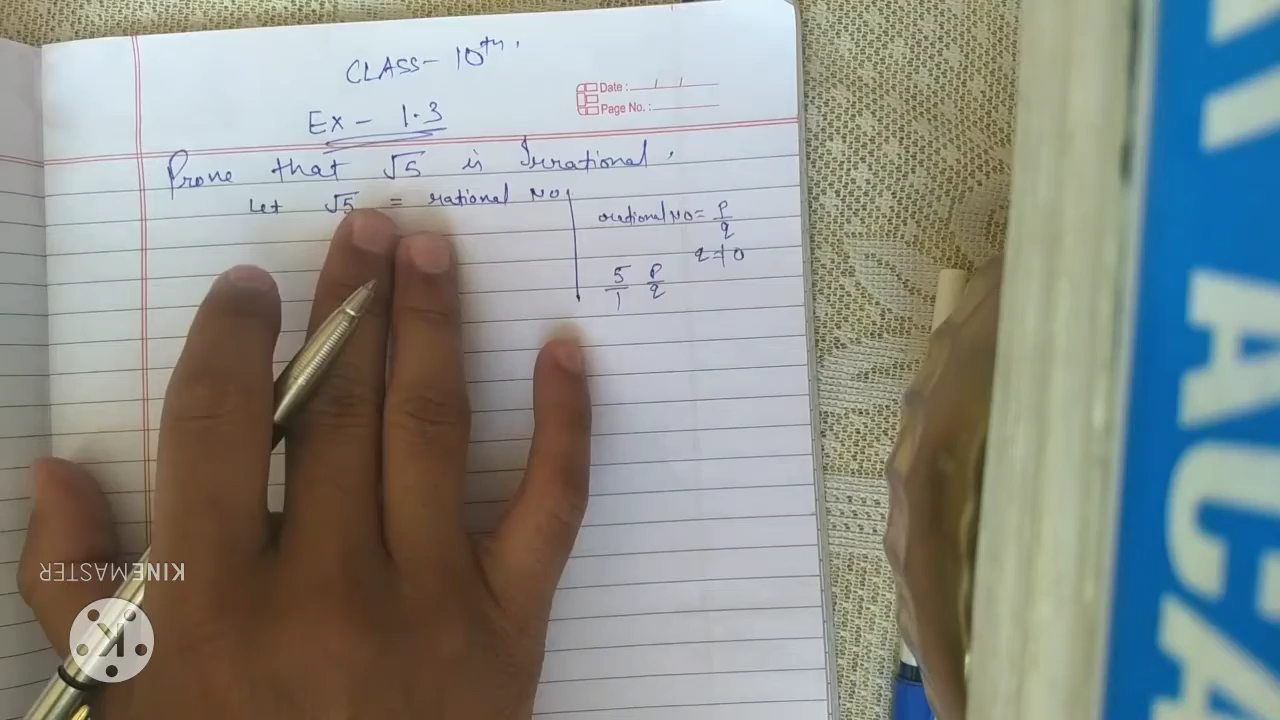 CLASS- 10th.
Ex - 1.3
Date : / /
Page No. :
Prove that √5 is Irrational.
Let √5 = rational NO
rational NO = P/q
q ≠ 0
5/1 P/q
KINEMASTER
K
ACA